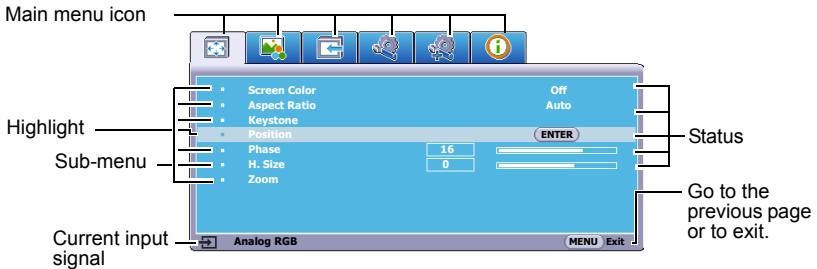 Main menu icon
Screen Color Off
Aspect Ratio Auto
Keystone
Highlight
Position ENTER
Status
Phase 16
Sub-menu
H. Size 0
Zoom
Go to the
previous page
or to exit.
Current input
signal
Analog RGB
MENU Exit